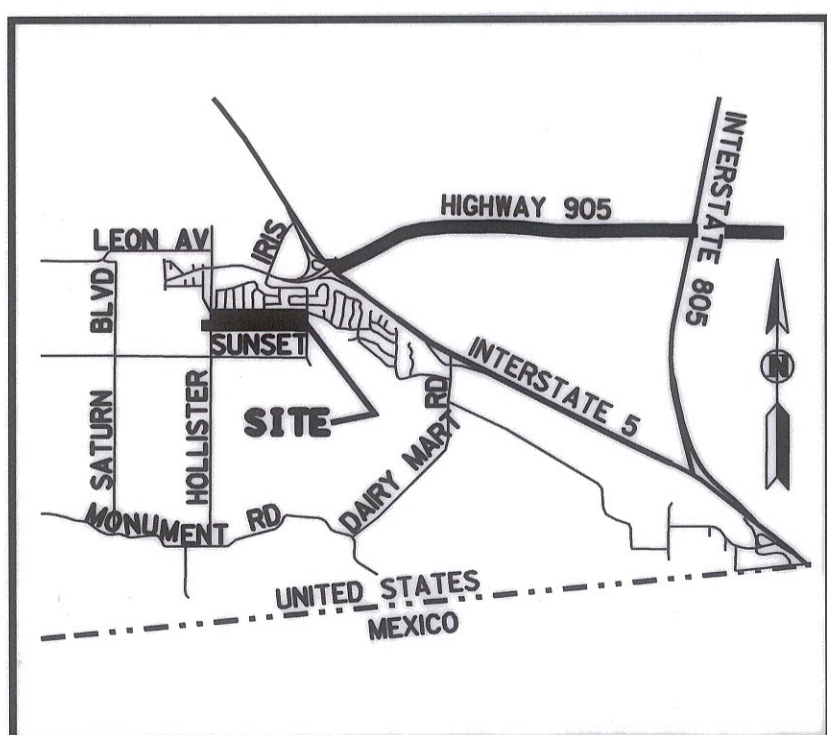 HIGHWAY 905
INTERSTATE 805
LEON AV
IRIS
SATURN BLVD
SUNSET
HOLLISTER
SITE
INTERSTATE 5
N
DAIRY MART RD
MONUMENT RD
UNITED STATES
MEXICO